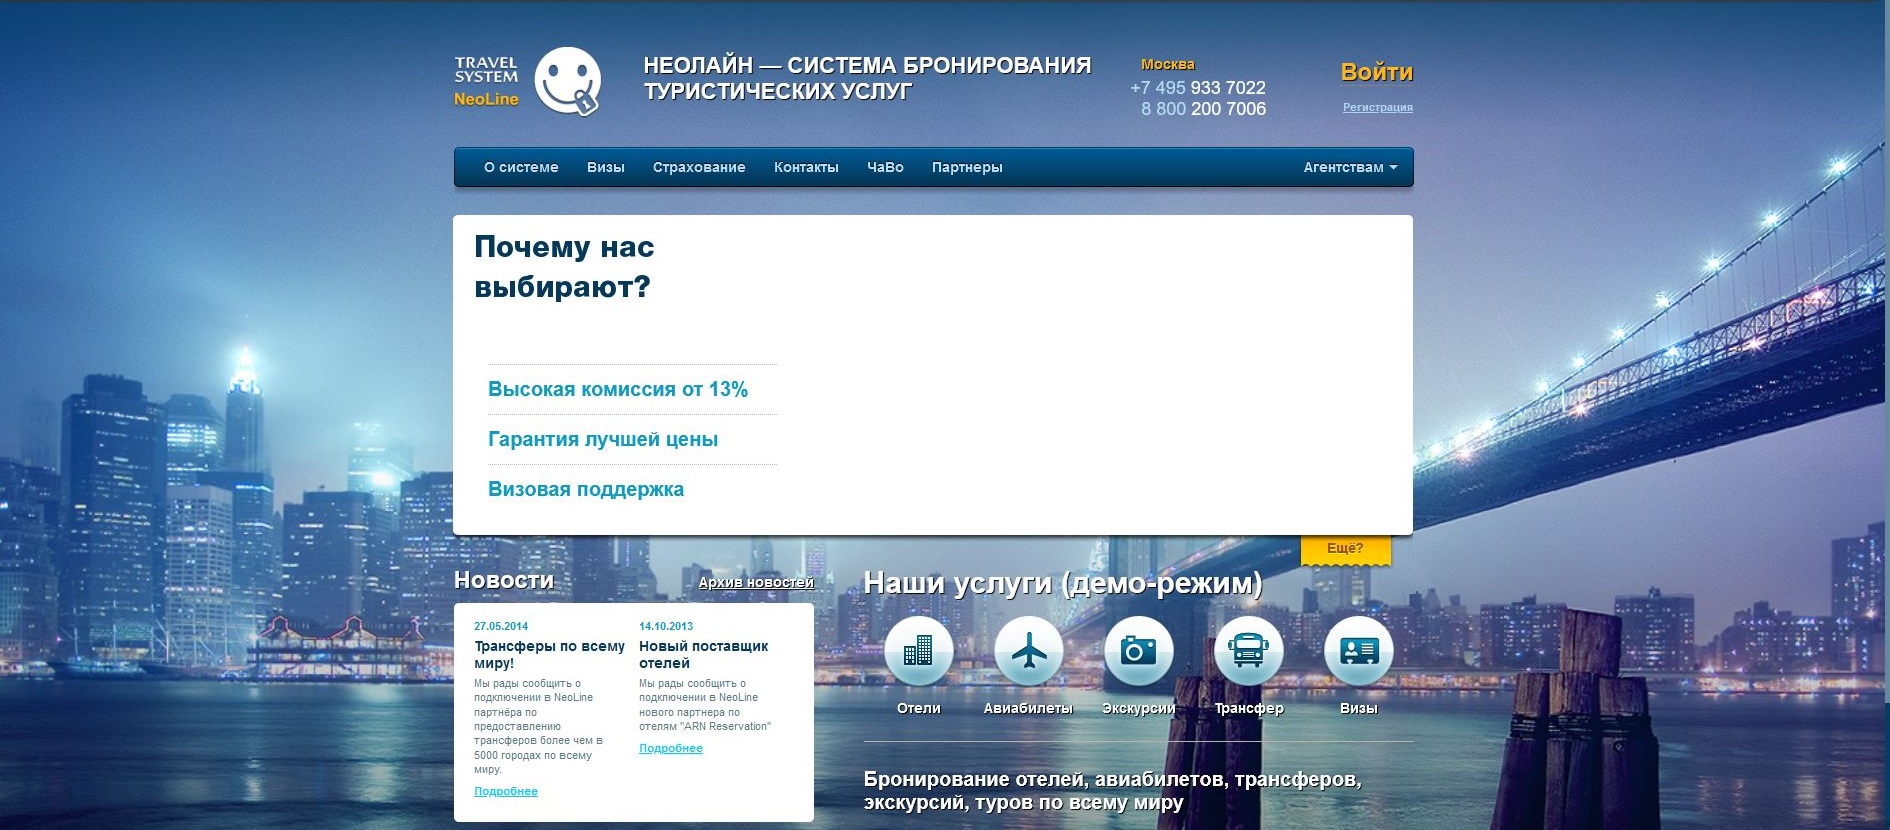 TRAVEL
SYSTEM
NeoLine
НЕОЛАЙН — СИСТЕМА БРОНИРОВАНИЯ
ТУРИСТИЧЕСКИХ УСЛУГ
Москва
+7 495 933 7022
8 800 200 7006
Войти
Регистрация
О системе Визы Страхование Контакты ЧаВо Партнеры Агентствам
Почему нас
выбирают?
Высокая комиссия от 13%
Гарантия лучшей цены
Визовая поддержка
Ещё?
Новости Архив новостей
27.05.2014
Трансферы по всему
миру!
Мы рады сообщить о
подключении в NeoLine
партнёра по
предоставлению
трансферов более чем в
5000 городах по всему
миру.
Подробнее
14.10.2013
Новый поставщик
отелей
Мы рады сообщить о
подключении в NeoLine
нового партнера по
отелям "ARN Reservation"
Подробнее
Наши услуги (демо-режим)
Отели Авиабилеты Экскурсии Трансфер Визы
Бронирование отелей, авиабилетов, трансферов,
экскурсий, туров по всему миру